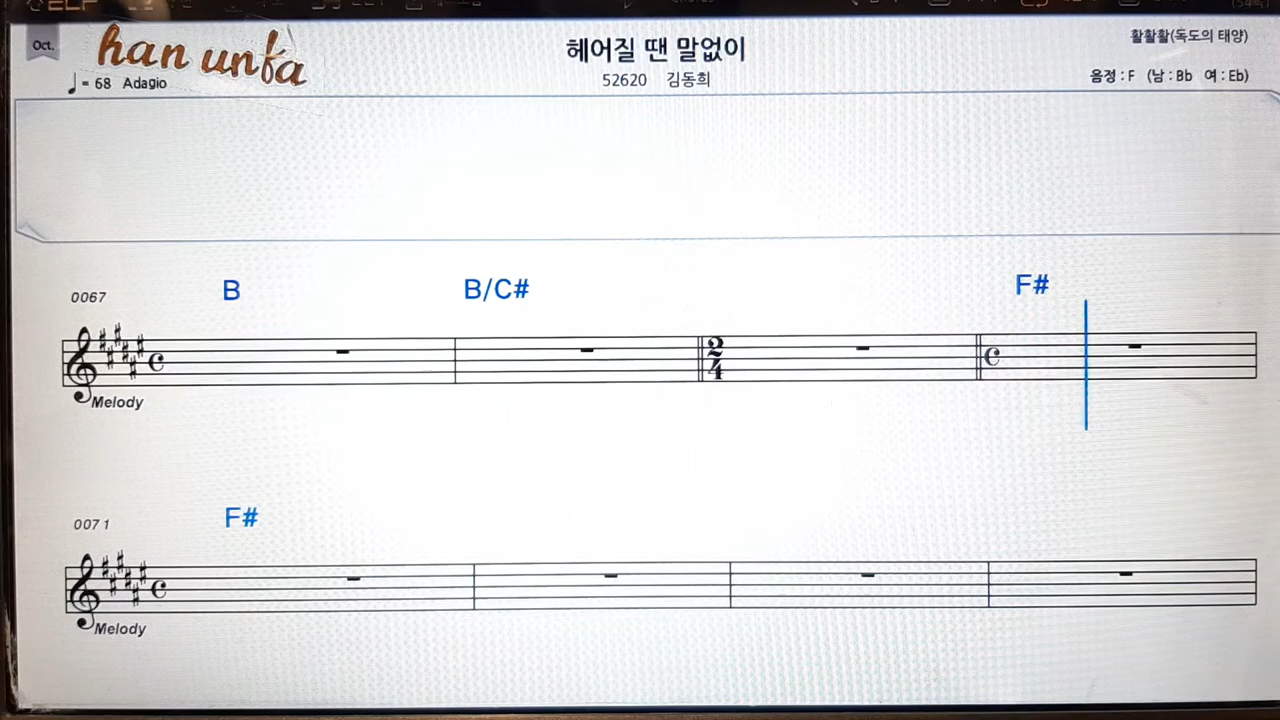 Oct.
han unba
= 68 Adagio
헤어질 땐 말없이
52620 김동희
활활활(독도의 태양)
음정 : F (남 : Bb 여 : Eb)
0067
B B/C# F#
Melody
0071
F#
Melody